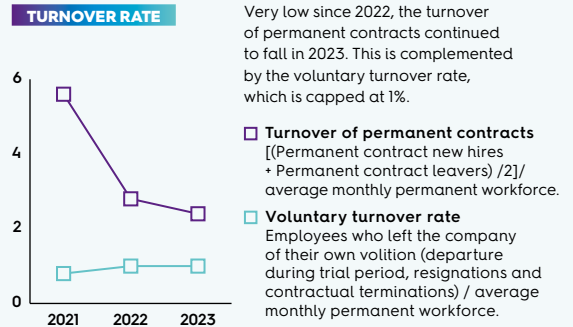 TURNOVER RATE
Very low since 2022, the turnover
of permanent contracts continued
to fall in 2023. This is complemented
by the voluntary turnover rate,
which is capped at 1%.
6
4
2
0
2021 2022 2023
Turnover of permanent contracts
[(Permanent contract new hires
+ Permanent contract leavers) /2]/
average monthly permanent workforce.
Voluntary turnover rate
Employees who left the company
of their own volition (departure
during trial period, resignations and
contractual terminations) / average
monthly permanent workforce.